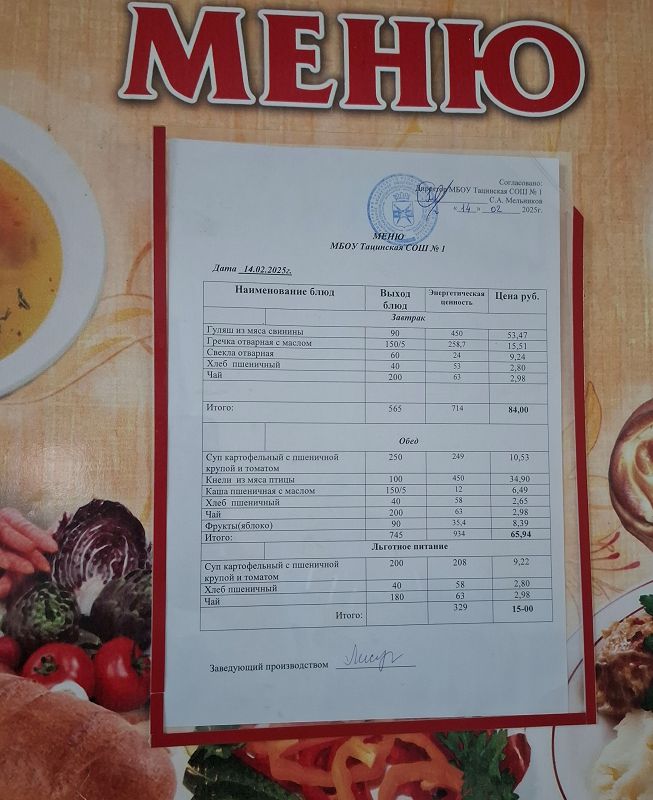 МЕНЮ
Согласовано:
Директор МБОУ Тацинская СОШ № 1
С.А. Мельников
« 14 » 02 2025г.
МЕНЮ
МБОУ Тацинская СОШ № 1
Дата 14.02.2025г.
Наименование блюд Выход блюд Энергетическая ценность Цена руб.
Завтрак
Гуляш из мяса свинины 90 450 53,47
Гречка отварная с маслом 150/5 258,7 15,51
Свекла отварная 60 24 9,24
Хлеб пшеничный 40 53 2,80
Чай 200 63 2,98
Итого: 565 714 84,00
Обед
Суп картофельный с пшеничной 250 249 10,53
крупой и томатом
Кнели из мяса птицы 100 450 34,90
Каша пшеничная с маслом 150/5 12 6,49
Хлеб пшеничный 40 58 2,65
Чай 200 63 2,98
Фрукты(яблоко) 90 35,4 8,39
Итого: 745 934 65,94
Льготное питание
Суп картофельный с пшеничной 200 208 9,22
крупой и томатом
Хлеб пшеничный 40 58 2,80
Чай 180 63 2,98
Итого: 329 15-00
Заведующий производством